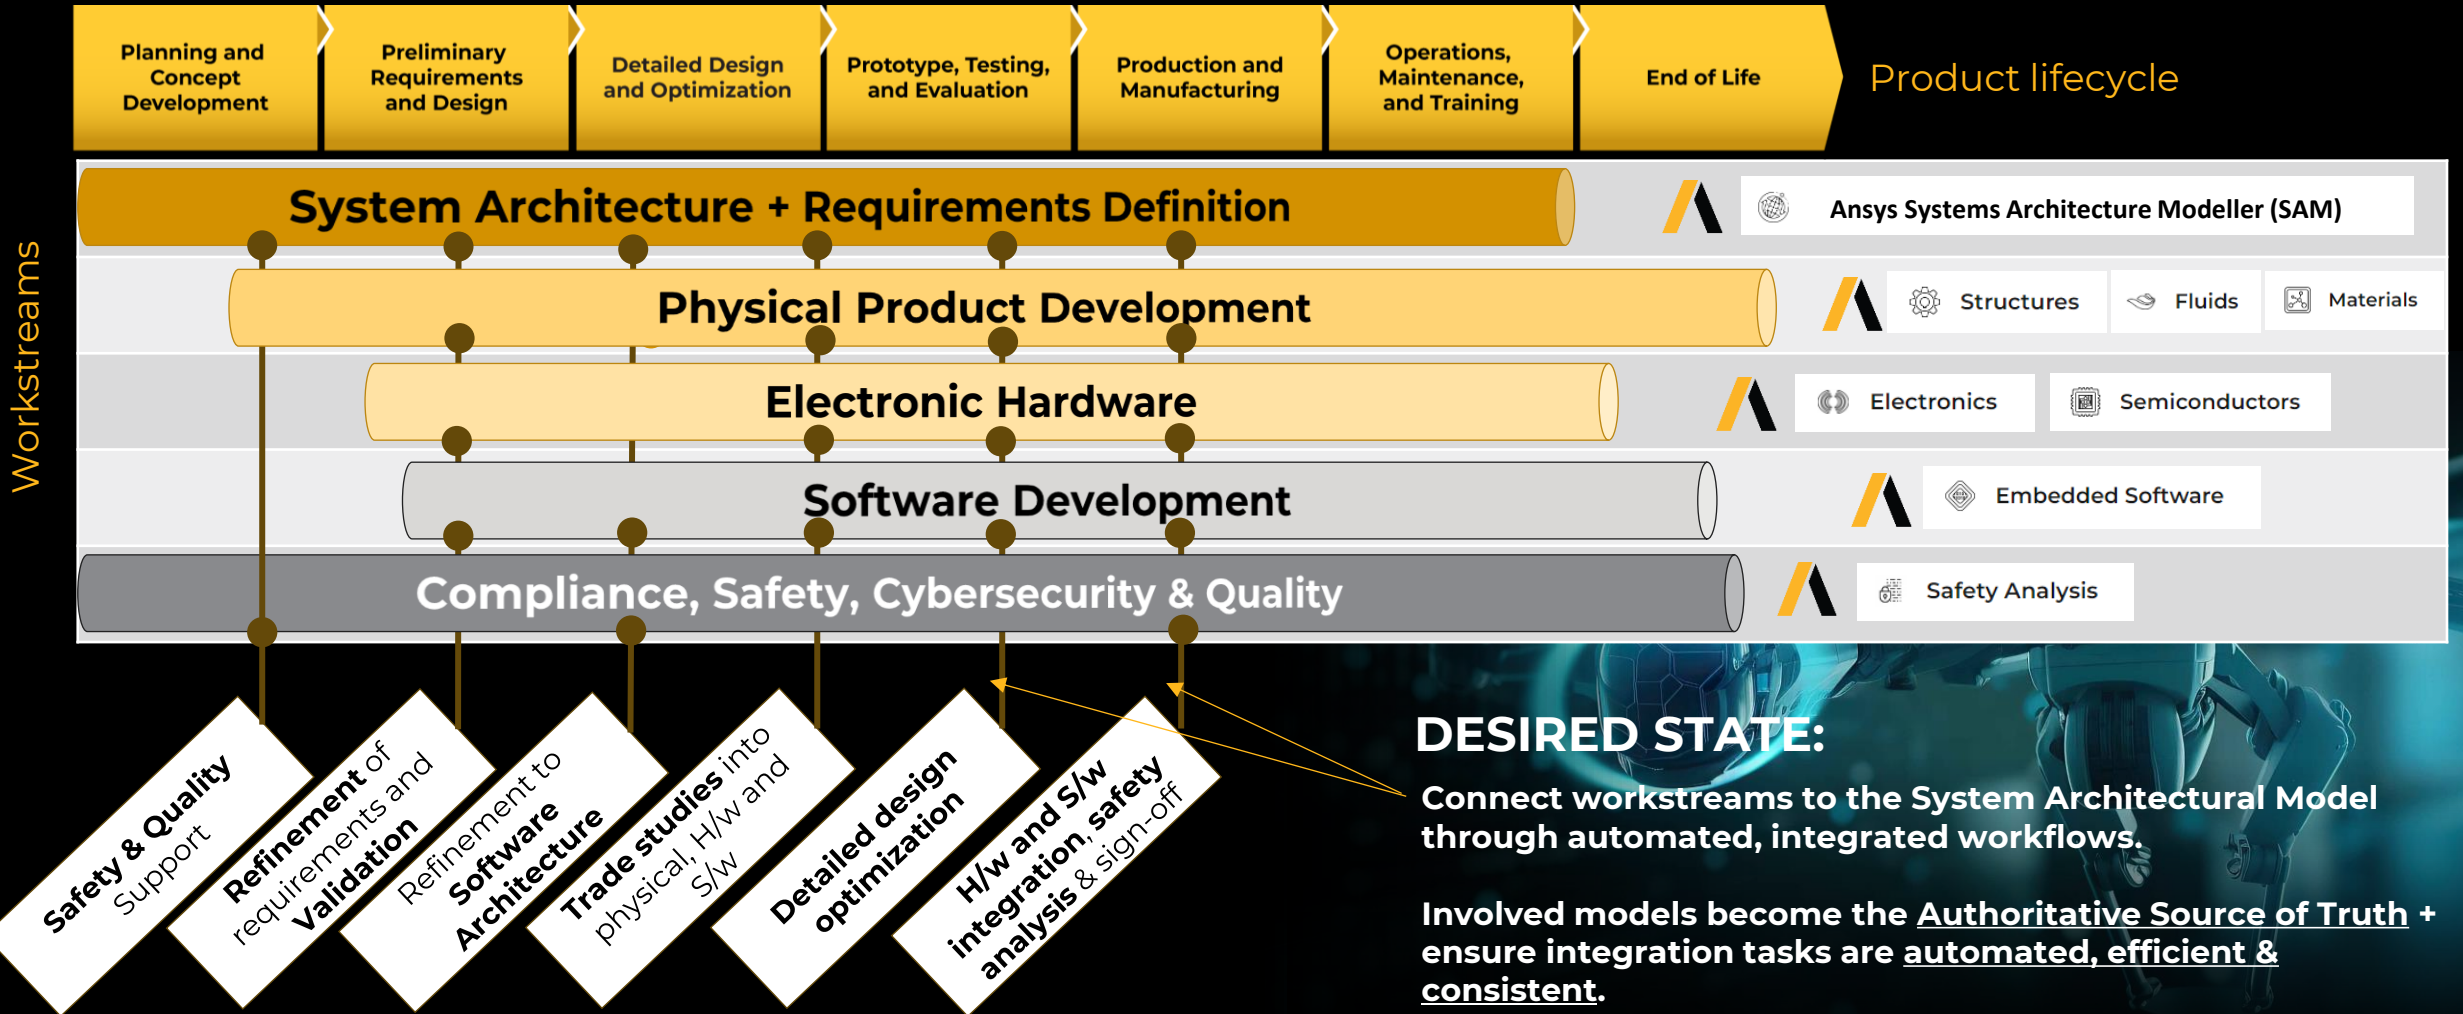 Planning and
Concept
Development
Preliminary
Requirements
and Design
Detailed Design
and Optimization
Prototype, Testing,
and Evaluation
Production and
Manufacturing
Operations,
Maintenance,
and Training
End of Life
Product lifecycle
Workstreams
System Architecture + Requirements Definition
Ansys Systems Architecture Modeller (SAM)
Physical Product Development
Structures
Fluids
Materials
Electronic Hardware
Electronics
Semiconductors
Software Development
Embedded Software
Compliance, Safety, Cybersecurity & Quality
Safety Analysis
Safety & Quality
Support
Refinement of
requirements and
Validation
Refinement to
Software
Architecture
Trade studies into
physical, H/w and
S/w
Detailed design
optimization
H/w and S/w
integration, safety
analysis & sign-off
DESIRED STATE:
Connect workstreams to the System Architectural Model
through automated, integrated workflows.
Involved models become the Authoritative Source of Truth +
ensure integration tasks are automated, efficient &
consistent.